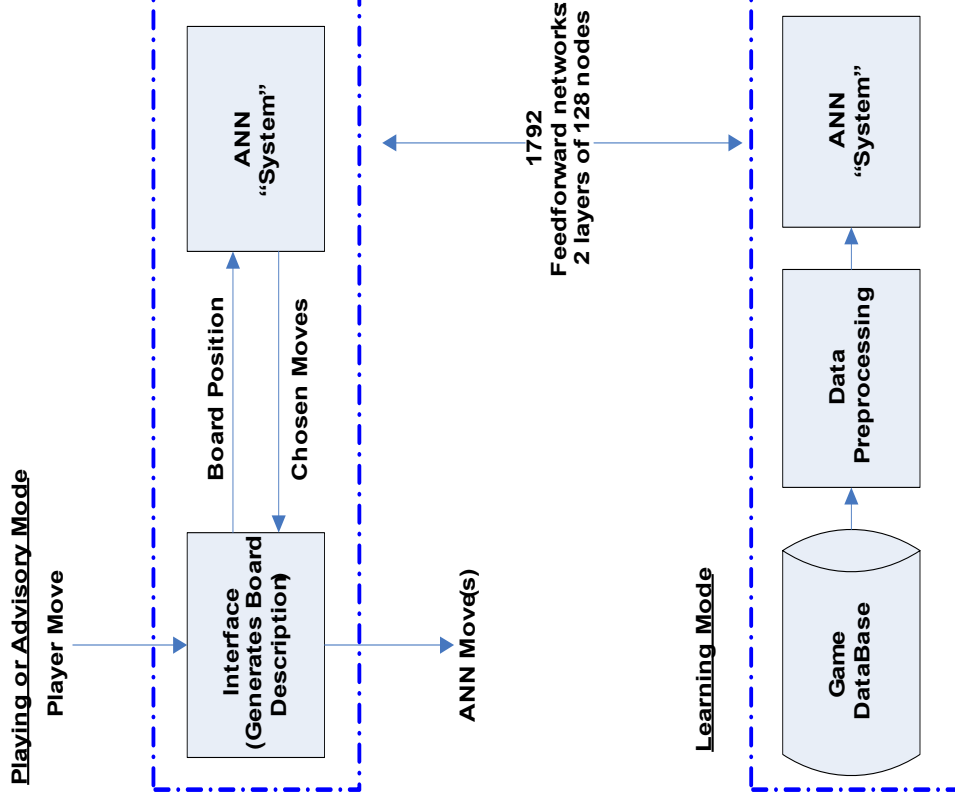 Playing or Advisory Mode
Player Move
Interface
(Generates Board
Description)
Board Position
Chosen Moves
ANN
“System”
ANN Move(s)
1792
Feedforward networks
2 layers of 128 nodes
Learning Mode
Game
DataBase
Data
Preprocessing
ANN
“System”